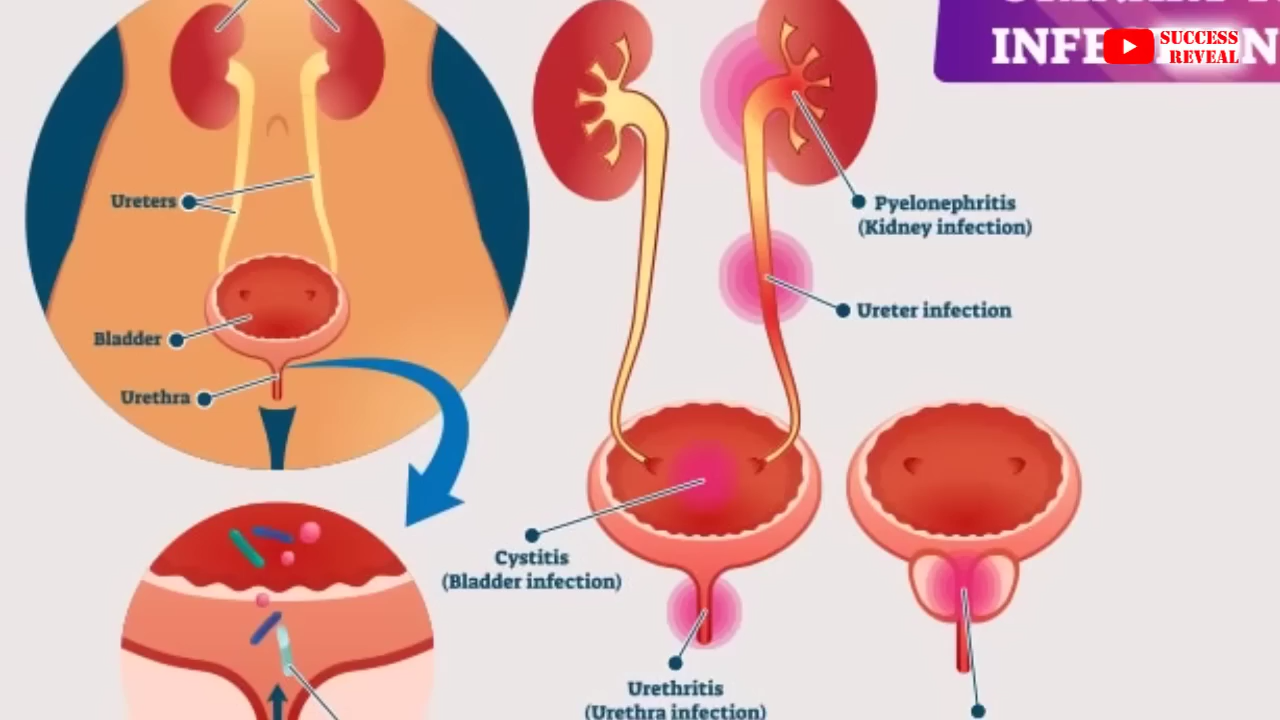 SUCCESS
REVEAL
Ureters
Pyelonephritis
(Kidney infection)
Ureter infection
Bladder
Urethra
Cystitis
(Bladder infection)
Urethritis
(Urethra infection)